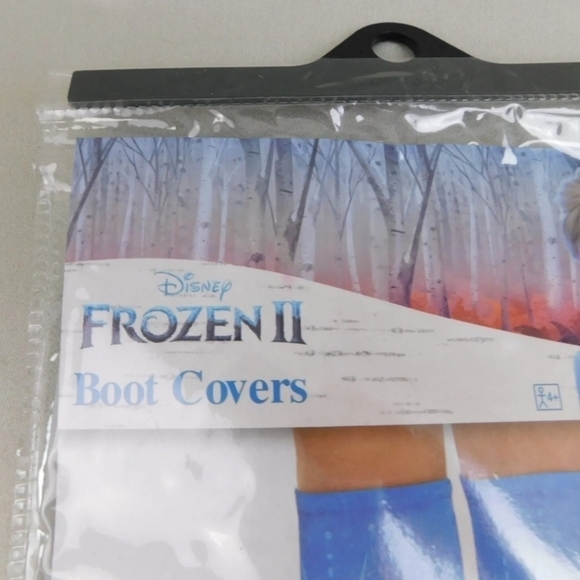 Disney
FROZEN II
Boot Covers
4+